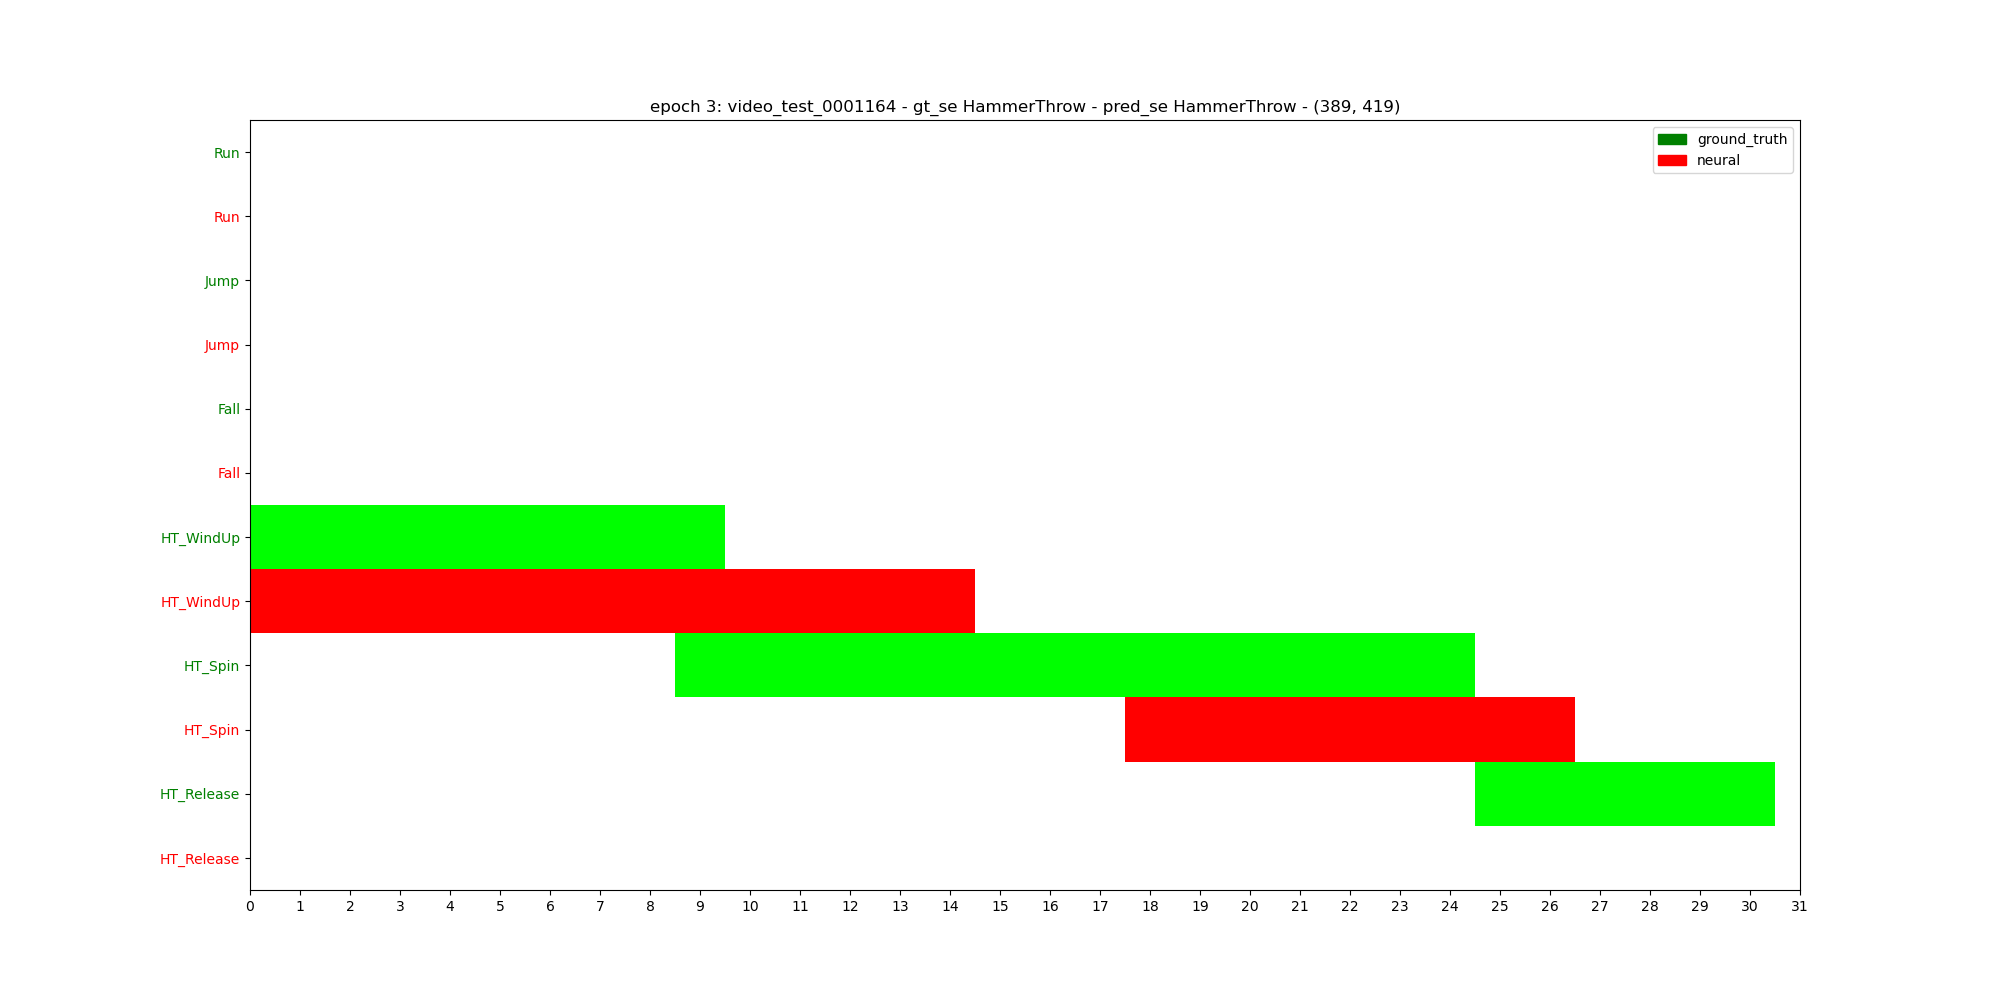 epoch 3: video_test_0001164 - gt_se HammerThrow - pred_se HammerThrow - (389, 419)
ground_truth
neural
Run
Run
Jump
Jump
Fall
Fall
HT_WindUp
HT_WindUp
HT_Spin
HT_Spin
HT_Release
HT_Release
0 1 2 3 4 5 6 7 8 9 10 11 12 13 14 15 16 17 18 19 20 21 22 23 24 25 26 27 28 29 30 31